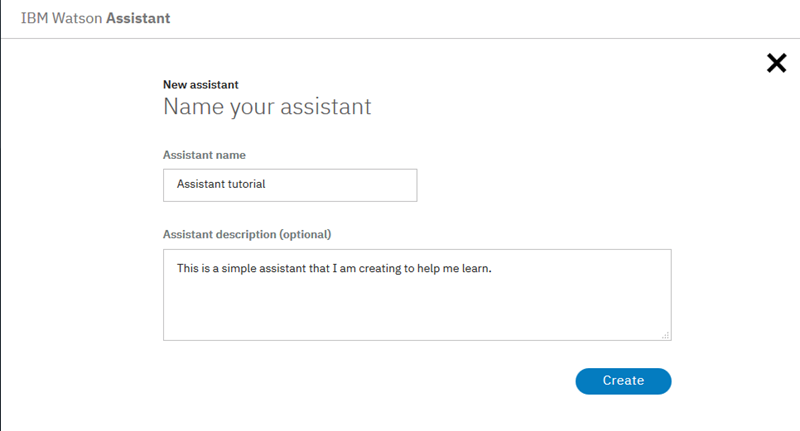 IBM Watson Assistant
New assistant
Name your assistant
Assistant name
Assistant tutorial
Assistant description (optional)
This is a simple assistant that I am creating to help me learn.
Create